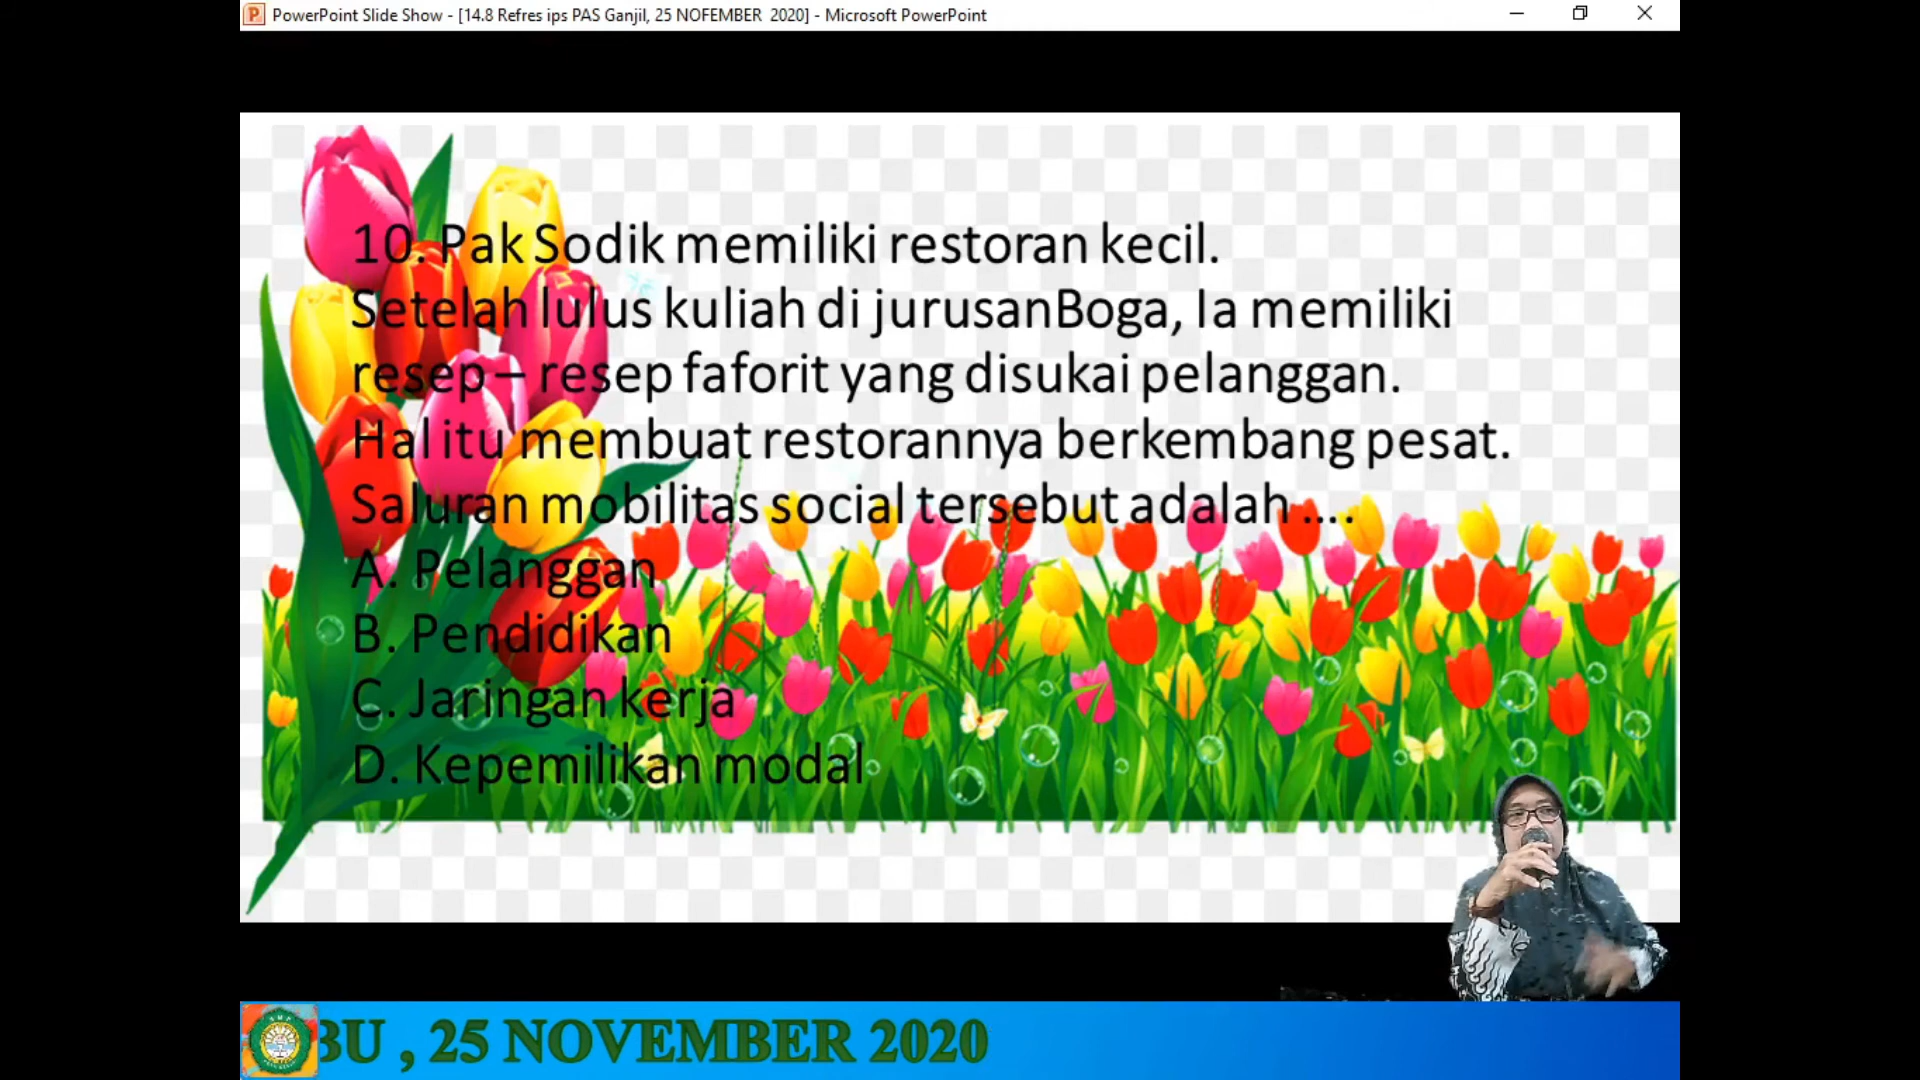 PowerPoint Slide Show - [14.8 Refres ips PAS Ganjil, 25 NOFEMBER  2020] - Microsoft PowerPoint
10. Pak Sodik memiliki restoran kecil.
Setelah lulus kuliah di jurusanBoga, Ia memiliki
resep – resep faforit yang disukai pelanggan.
Hal itu membuat restorannya berkembang pesat.
Saluran mobilitas social tersebut adalah ….
A. Pelanggan
B. Pendidikan
C. Jaringan kerja
D. Kepemilikan modal
BU , 25 NOVEMBER 2020